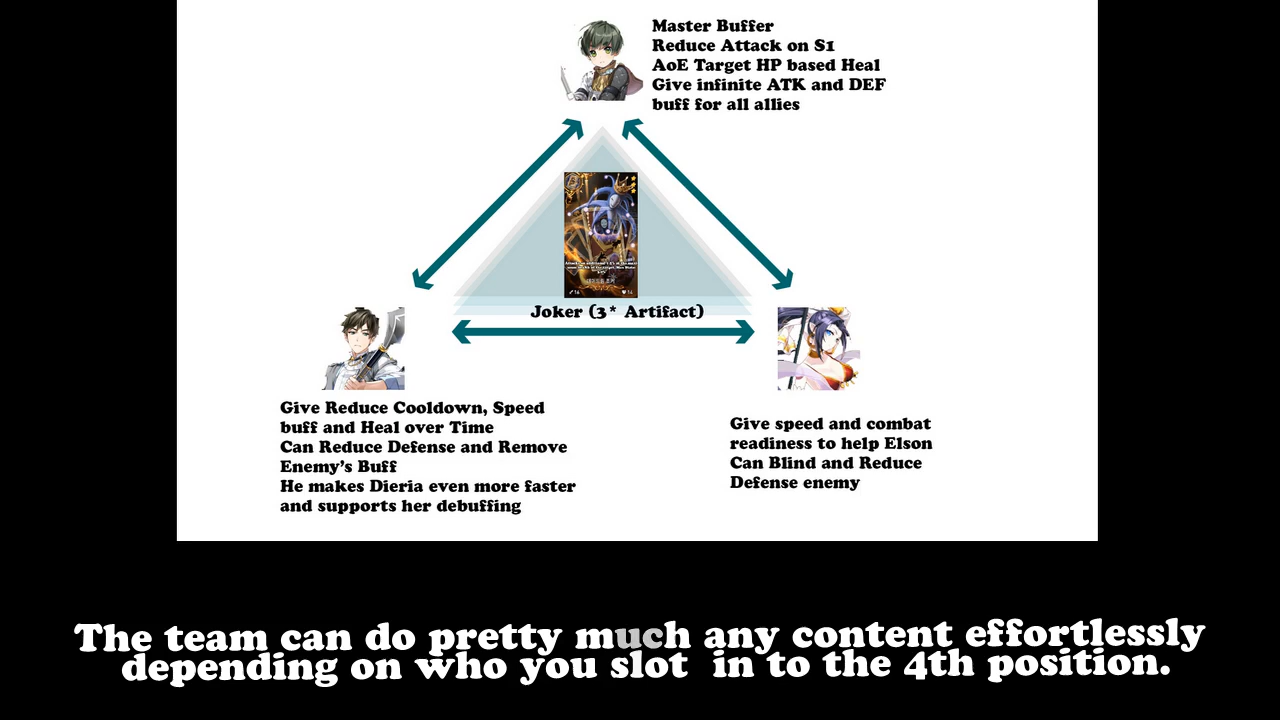 Master Buffer
Reduce Attack on S1
AoE Target HP based Heal
Give infinite ATK and DEF
buff for all allies
Joker (3* Artifact)
Give Reduce Cooldown, Speed
buff and Heal over Time
Can Reduce Defense and Remove
Enemy's Buff
He makes Dieria even more faster
and supports her debuffing
Give speed and combat
readiness to help Elson
Can Blind and Reduce
Defense enemy
The team can do pretty much any content effortlessly
depending on who you slot in to the 4th position.